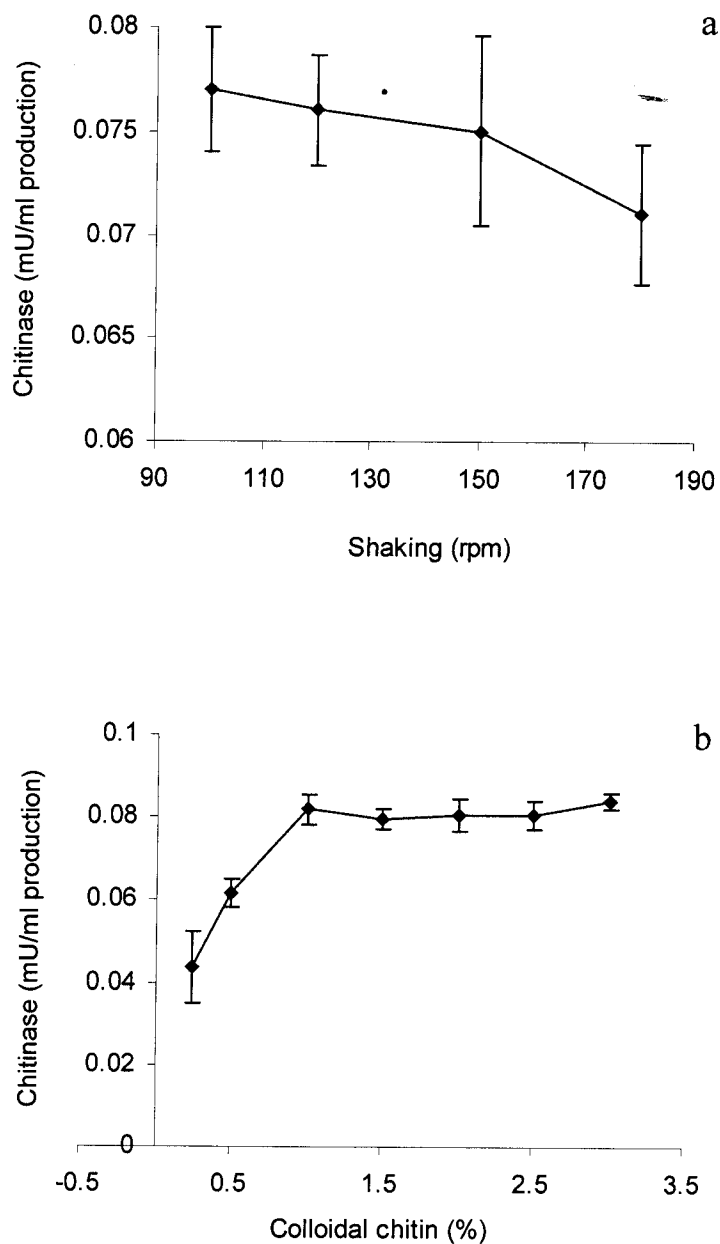 a
0.08
0.075
0.07
0.065
0.06
90 110 130 150 170 190
Chitinase (mU/ml production)
Shaking (rpm)
b
0.1
0.08
0.06
0.04
0.02
0
-0.5 0.5 1.5 2.5 3.5
Chitinase (mU/ml production)
Colloidal chitin (%)